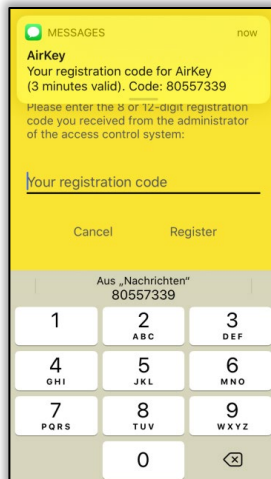 MESSAGES now
AirKey
Your registration code for AirKey
(3 minutes valid). Code: 80557339
Please enter the 8 or 12-digit registration
code you received from the administrator
of the access control system:
Your registration code
Cancel Register
Aus „Nachrichten“
80557339
1 2 3
ABC DEF
4 5 6
GHI JKL MNO
7 8 9
PQRS TUV WXYZ
0